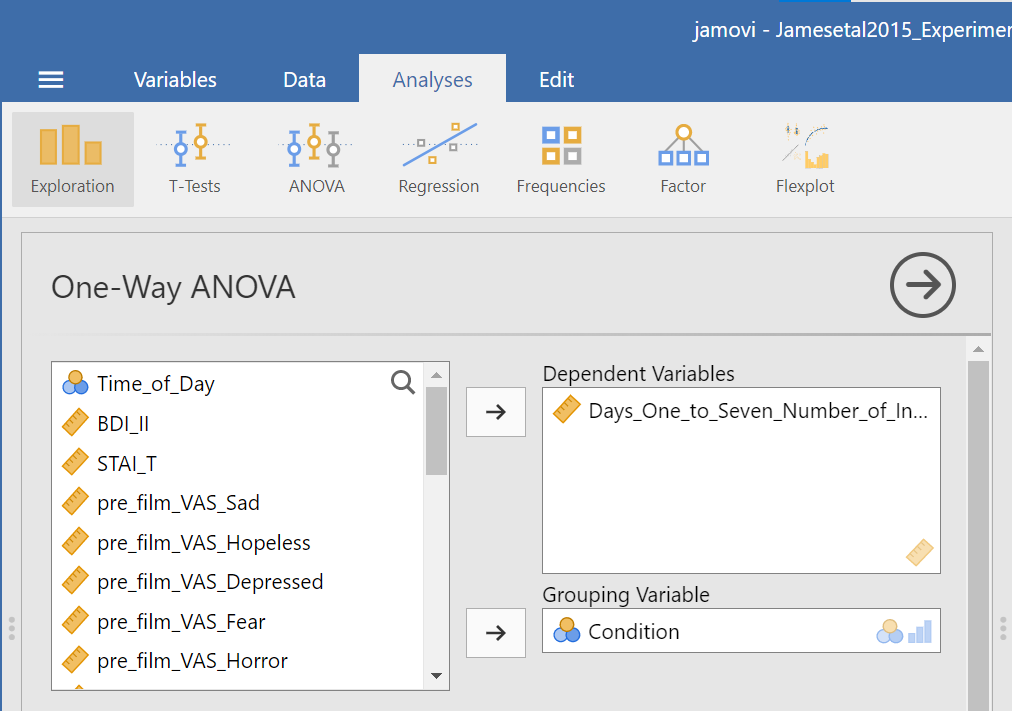 jamovi - Jamesetal2015_Experimen
Variables Data Analyses Edit
Exploration T-Tests ANOVA Regression Frequencies Factor Flexplot
One-Way ANOVA
Time_of_Day
BDI_II
STAI_T
pre_film_VAS_Sad
pre_film_VAS_Hopeless
pre_film_VAS_Depressed
pre_film_VAS_Fear
pre_film_VAS_Horror
Dependent Variables
Days_One_to_Seven_Number_of_In...
Grouping Variable
Condition